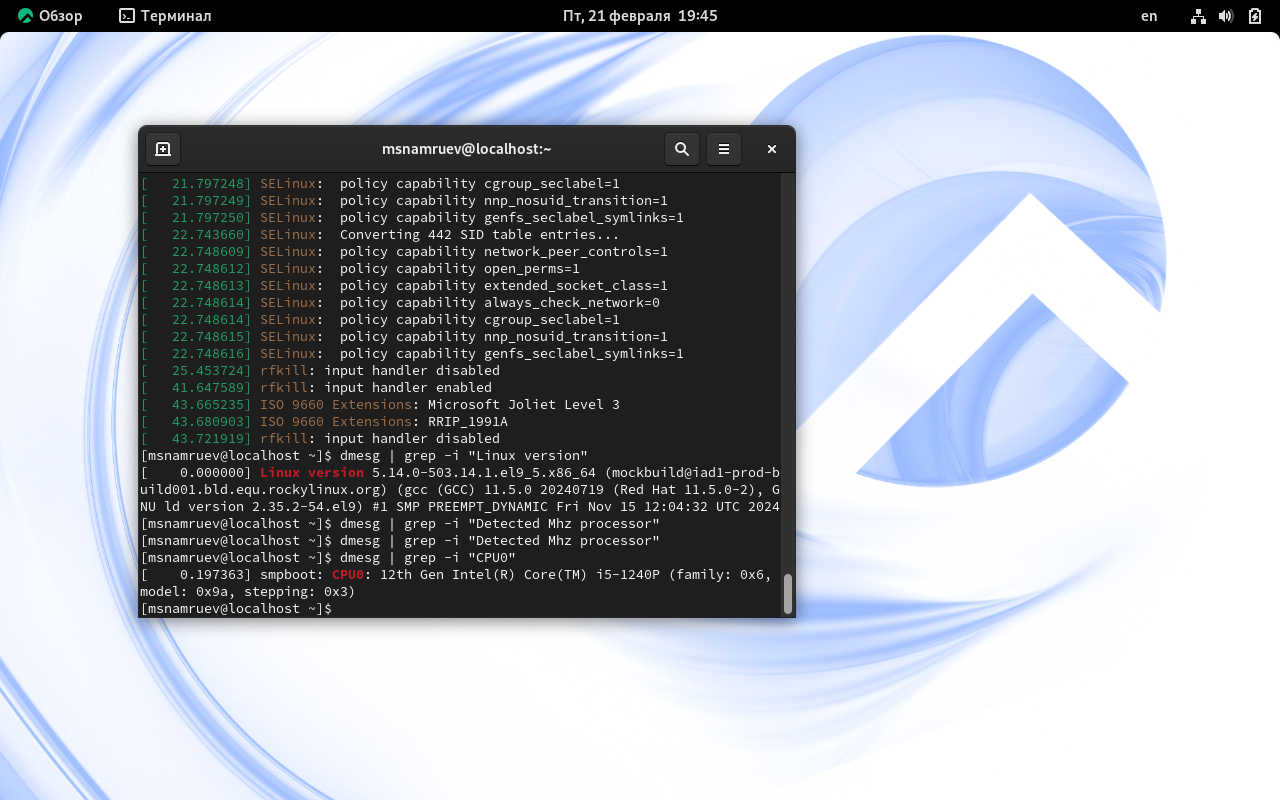 Обзор Терминал Пт, 21 февраля 19:45 en
msnamruev@localhost:~
[   21.797248] SELinux:  policy capability cgroup_seclabel=1
[   21.797249] SELinux:  policy capability nnp_nosuid_transition=1
[   21.797250] SELinux:  policy capability genfs_seclabel_symlinks=1
[   22.743660] SELinux:  Converting 442 SID table entries...
[   22.748609] SELinux:  policy capability network_peer_controls=1
[   22.748612] SELinux:  policy capability open_perms=1
[   22.748613] SELinux:  policy capability extended_socket_class=1
[   22.748614] SELinux:  policy capability always_check_network=0
[   22.748614] SELinux:  policy capability cgroup_seclabel=1
[   22.748615] SELinux:  policy capability nnp_nosuid_transition=1
[   22.748616] SELinux:  policy capability genfs_seclabel_symlinks=1
[   25.453724] rfkill: input handler disabled
[   41.647589] rfkill: input handler enabled
[   43.665235] ISO 9660 Extensions: Microsoft Joliet Level 3
[   43.680903] ISO 9660 Extensions: RRIP_1991A
[   43.721919] rfkill: input handler disabled
[msnamruev@localhost ~]$ dmesg | grep -i "Linux version"
[    0.000000] Linux version 5.14.0-503.14.1.el9_5.x86_64 (mockbuild@iad1-prod-b
uild001.bld.equ.rockylinux.org) (gcc (GCC) 11.5.0 20240719 (Red Hat 11.5.0-2), G
NU ld version 2.35.2-54.el9) #1 SMP PREEMPT_DYNAMIC Fri Nov 15 12:04:32 UTC 2024
[msnamruev@localhost ~]$ dmesg | grep -i "Detected Mhz processor"
[msnamruev@localhost ~]$ dmesg | grep -i "Detected Mhz processor"
[msnamruev@localhost ~]$ dmesg | grep -i "CPU0"
[    0.197363] smpboot: CPU0: 12th Gen Intel(R) Core(TM) i5-1240P (family: 0x6,
model: 0x9a, stepping: 0x3)
[msnamruev@localhost ~]$